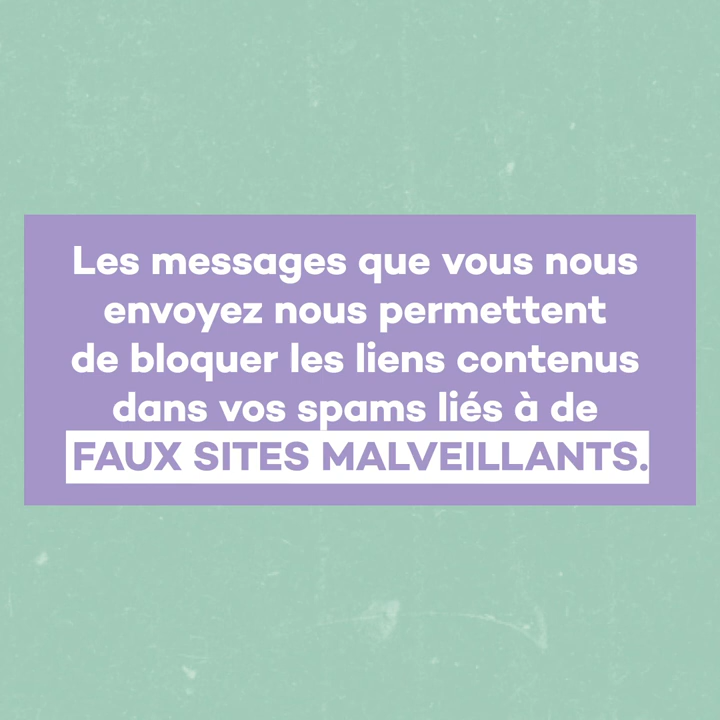 Les messages que vous nous
envoyez nous permettent
de bloquer les liens contenus
dans vos spams liés à de
FAUX SITES MALVEILLANTS.